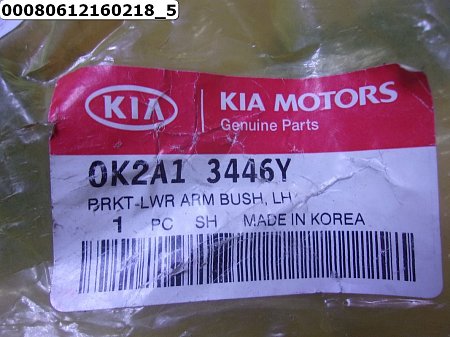 00080612160218_5
KIA
KIA MOTORS
Genuine Parts
0K2A1 3446Y
BRKT-LWR ARM BUSH, LH
1 PC SH MADE IN KOREA